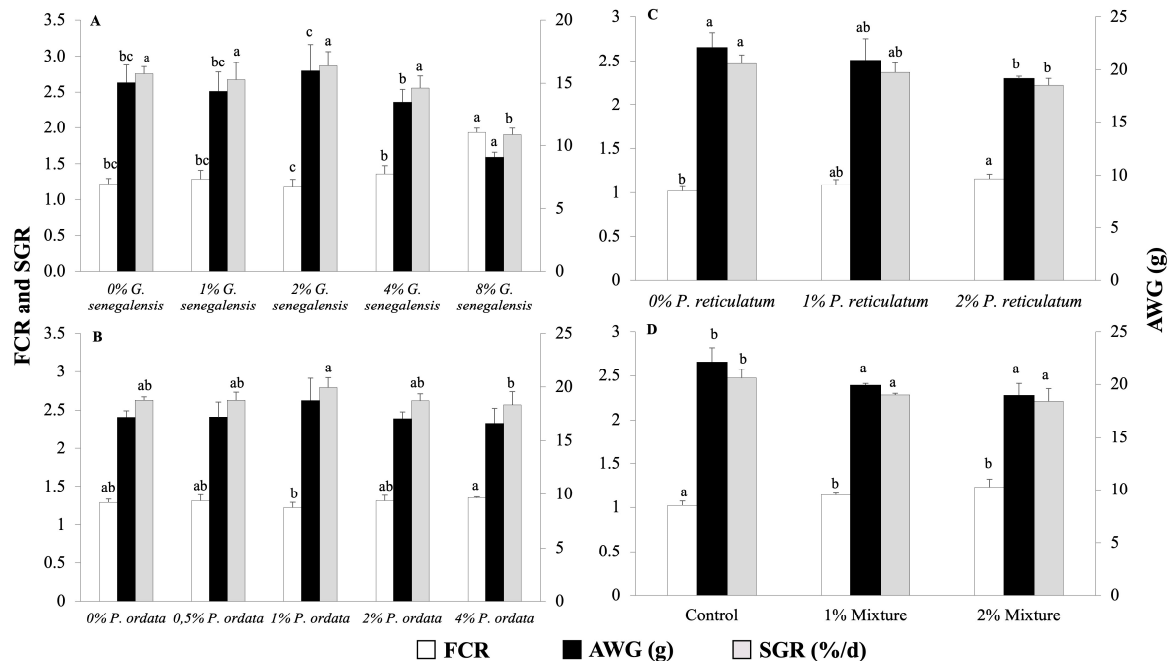 A
3.5
3.0
2.5
2.0
1.5
1.0
0.5
0.0
20
15
10
5
0
bc bc a
bc bc a
c c a
b b a
b a b
0% G. senegalensis
1% G. senegalensis
2% G. senegalensis
4% G. senegalensis
8% G. senegalensis
B
3.5
3
2.5
2
1.5
1
0.5
0
25
20
15
10
5
0
ab ab
ab ab
b a
ab ab
a b
0% P. ordata
0,5% P. ordata
1% P. ordata
2% P. ordata
4% P. ordata
C
3
2.5
2
1.5
1
0.5
0
25
20
15
10
5
0
b a a
ab ab ab
a b b
0% P. reticulatum
1% P. reticulatum
2% P. reticulatum
D
3
2.5
2
1.5
1
0.5
0
25
20
15
10
5
0
a b b
b a a
b a a
Control
1% Mixture
2% Mixture
FCR and SGR
AWG (g)
FCR AWG (g) SGR (%/d)